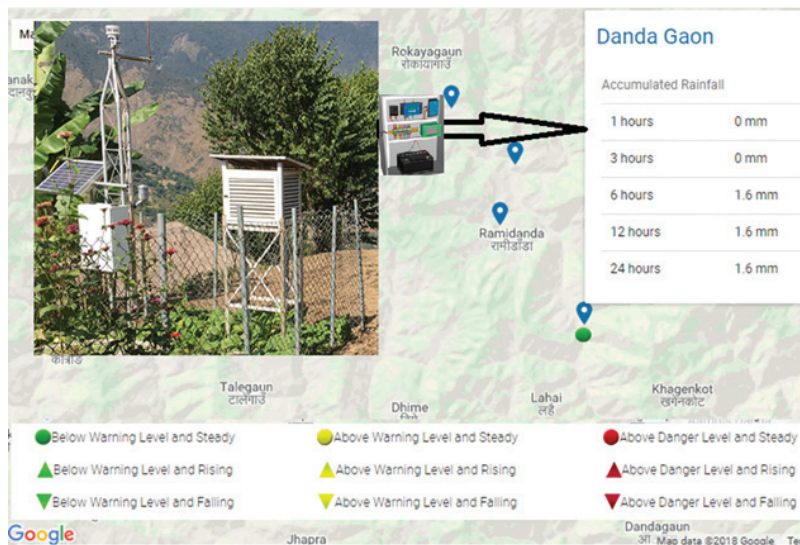 Danda Gaon
Accumulated Rainfall
1 hours 0 mm
3 hours 0 mm
6 hours 1.6 mm
12 hours 1.6 mm
24 hours 1.6 mm
Rokayagaun
रोकायागाउँ
Ramidanda
रामीडाँडा
Talegaun
टालेगाउँ
Dhime
Lahai
लहै
Khagenkot
खगेनकोट
Below Warning Level and Steady
Above Warning Level and Steady
Above Danger Level and Steady
Below Warning Level and Rising
Above Warning Level and Rising
Above Danger Level and Rising
Below Warning Level and Falling
Above Warning Level and Falling
Above Danger Level and Falling
Google
Jhapra
Dandagaun
Map data ©2018 Google